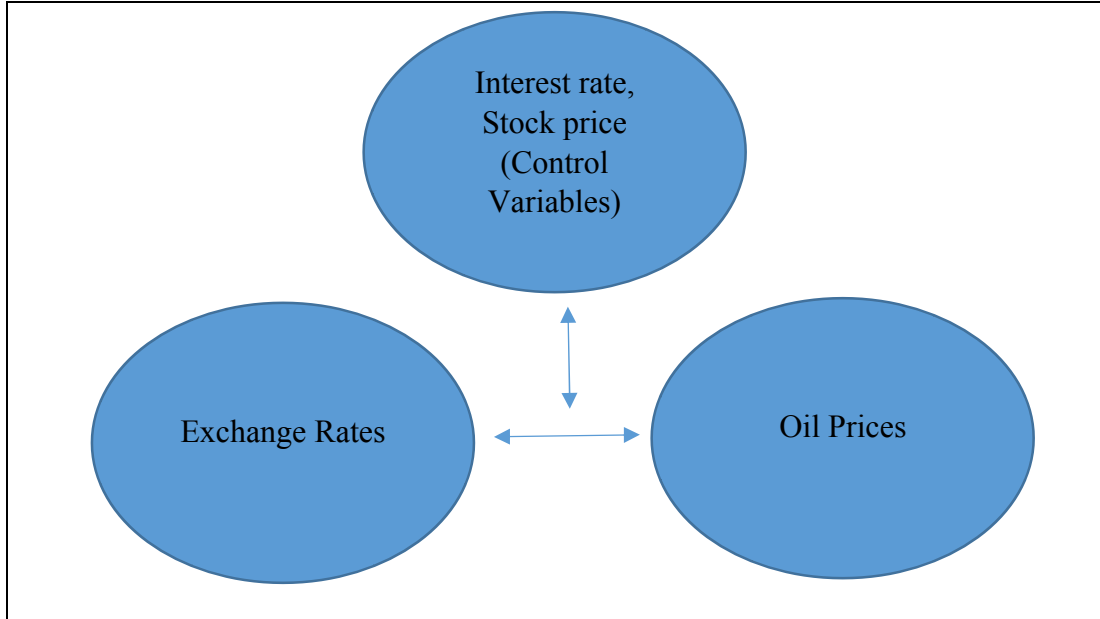 Interest rate,
Stock price
(Control
Variables)
Exchange Rates
Oil Prices